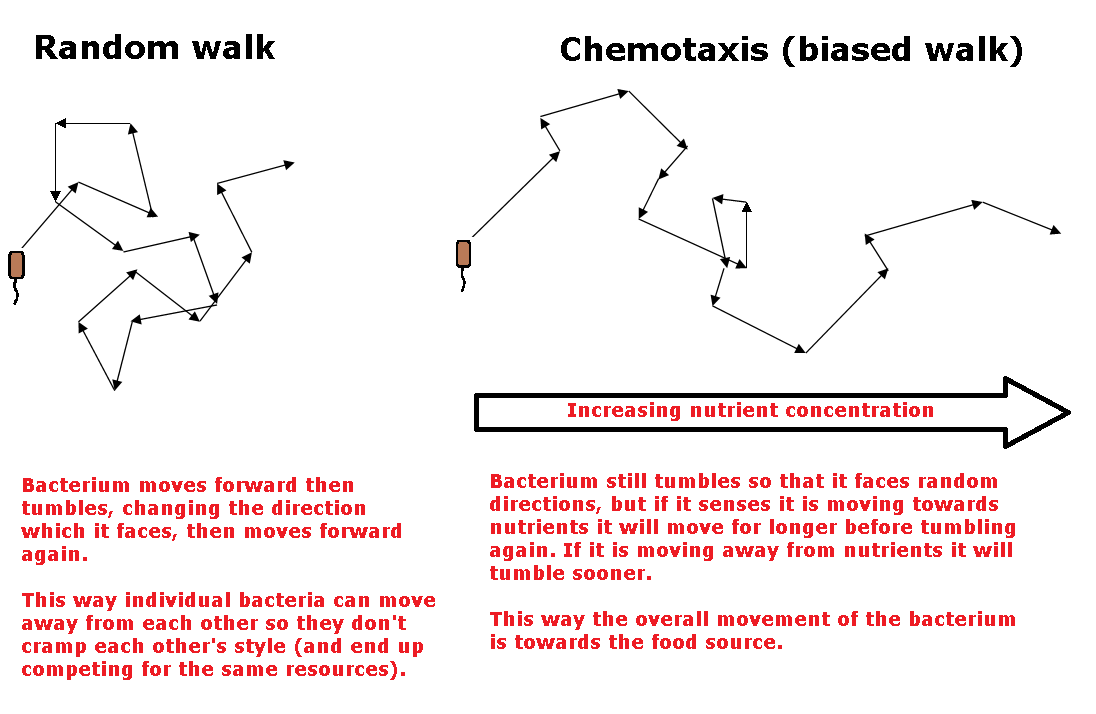 Random walk
Chemotaxis (biased walk)
Increasing nutrient concentration
Bacterium moves forward then
tumbles, changing the direction
which it faces, then moves forward
again.
This way individual bacteria can move
away from each other so they don't
cramp each other's style (and end up
competing for the same resources).
Bacterium still tumbles so that it faces random
directions, but if it senses it is moving towards
nutrients it will move for longer before tumbling
again. If it is moving away from nutrients it will
tumble sooner.
This way the overall movement of the bacterium
is towards the food source.